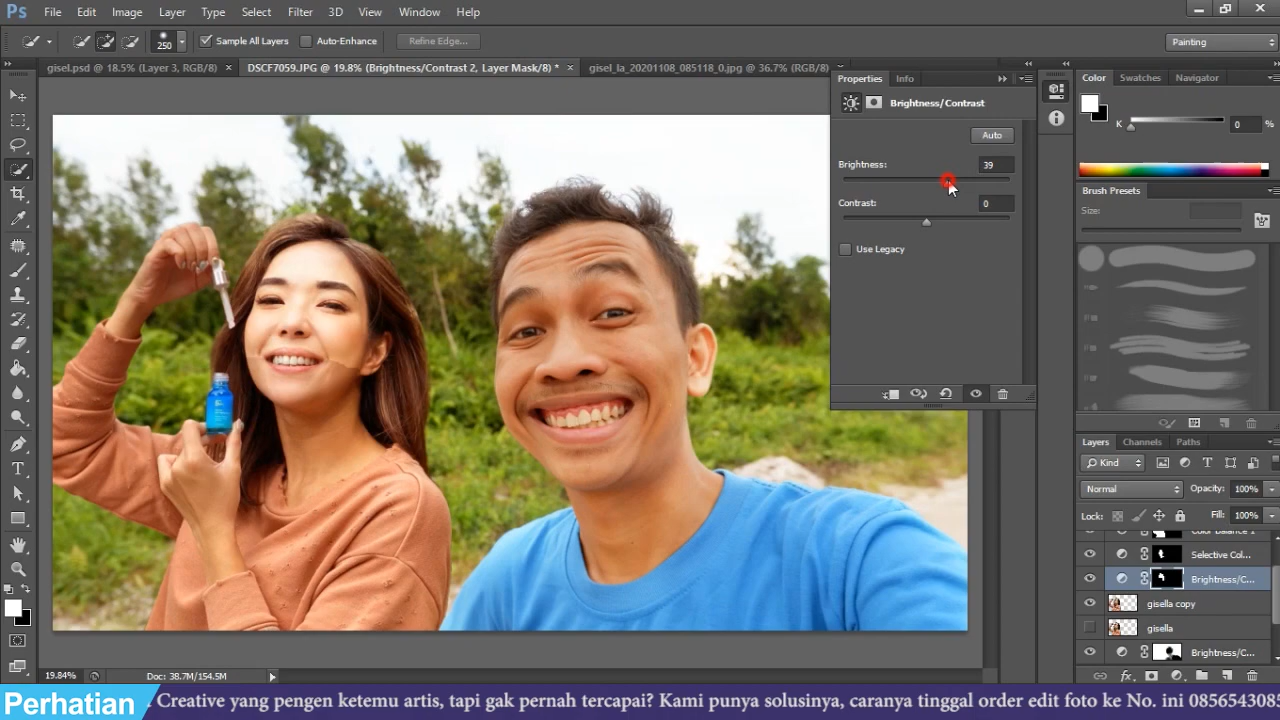 Ps File Edit Image Layer Type Select Filter 3D View Window Help
250 Sample All Layers Auto-Enhance Refine Edge... Painting
gisel.psd @ 18.5% (Layer 3, RGB/8) × DSCF7059.JPG @ 19.8% (Brightness/Contrast 2, Layer Mask/8) * × gisel_la_20201108_085118_0.jpg @ 36.7% (RGB/8)
Properties Info
Brightness/Contrast
Auto
Brightness: 39
Contrast: 0
Use Legacy
Color Swatches Navigator
K 0 %
Brush Presets
Size:
Layers Channels Paths
Kind
Normal Opacity: 100%
Lock: Fill: 100%
Color Balance 1
Selective Col...
Brightness/C...
gisella copy
gisella
Brightness/C...
19.84% Doc: 38.7M/154.5M
Perhatian Creative yang pengen ketemu artis, tapi gak pernah tercapai? Kami punya solusinya, caranya tinggal order edit foto ke No. ini 085654308